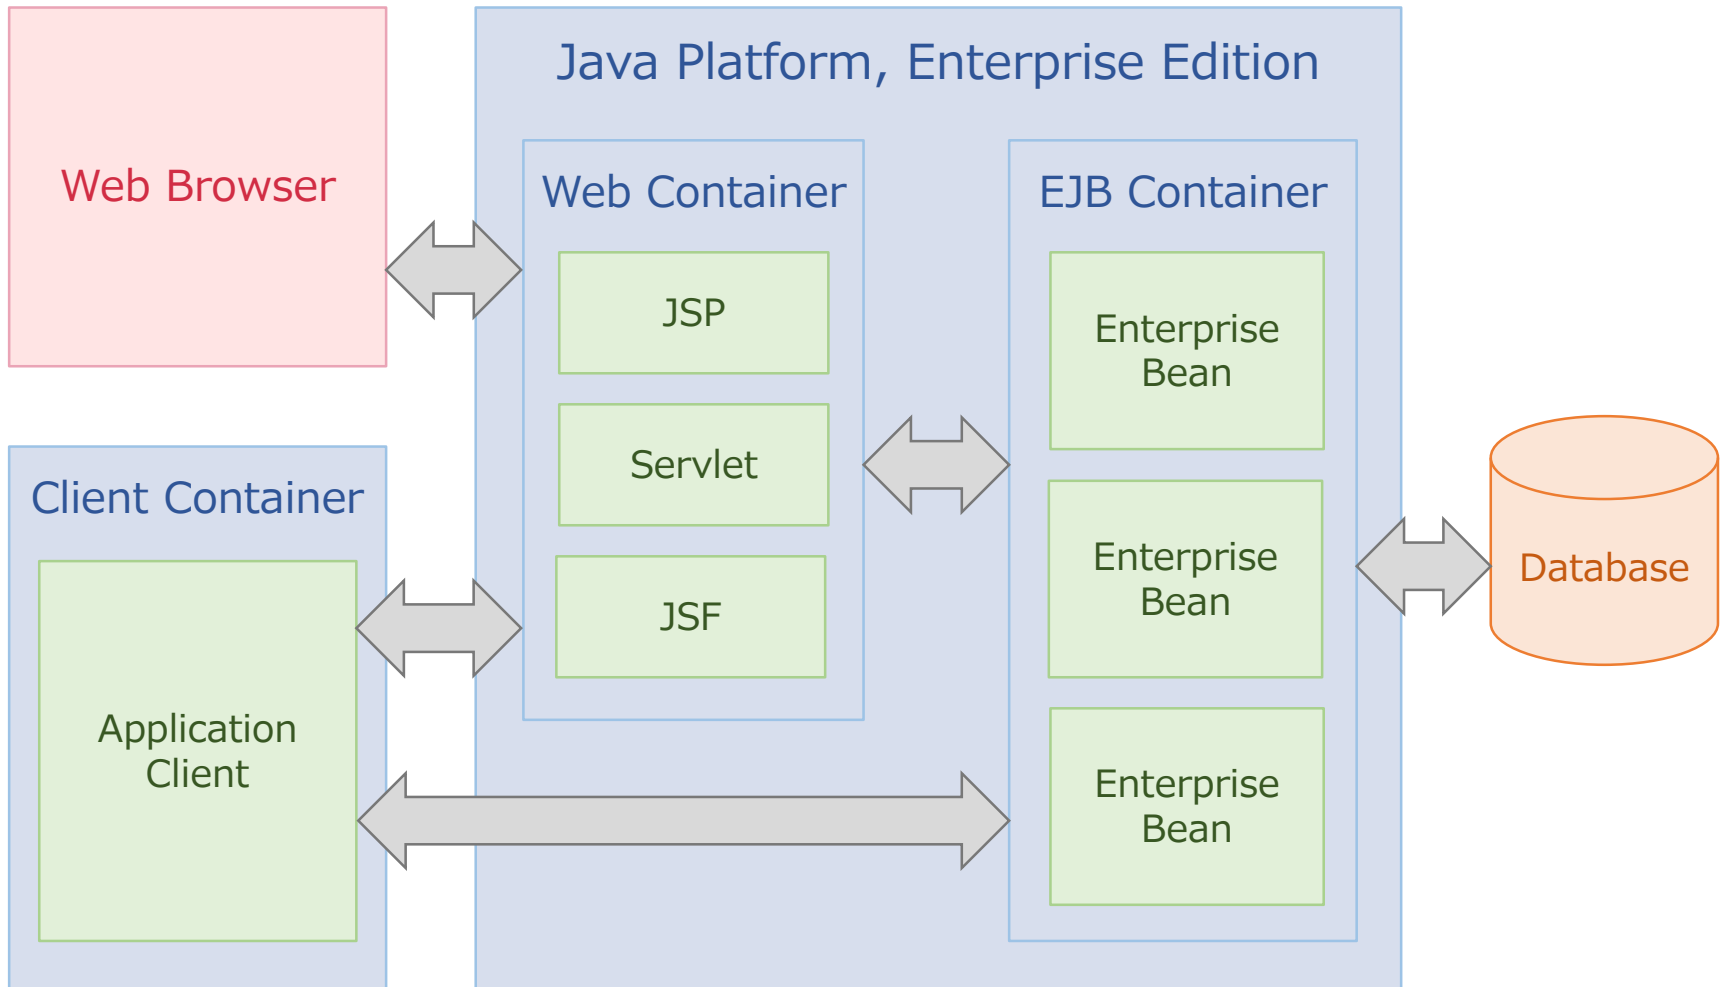 Java Platform, Enterprise Edition
Web Browser
Web Container
EJB Container
JSP
Enterprise
Bean
Servlet
Client Container
Enterprise
Bean
Database
JSF
Application
Client
Enterprise
Bean